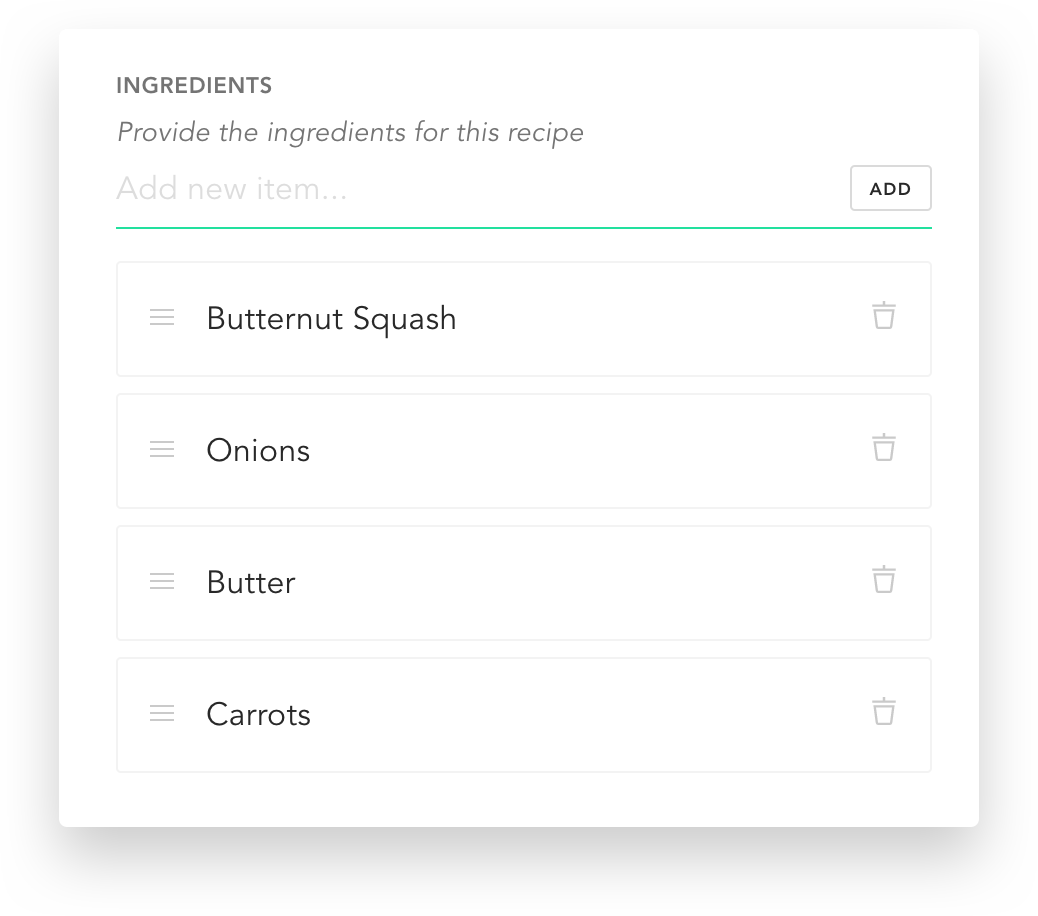 INGREDIENTS
Provide the ingredients for this recipe
Add new item...
ADD
Butternut Squash
Onions
Butter
Carrots